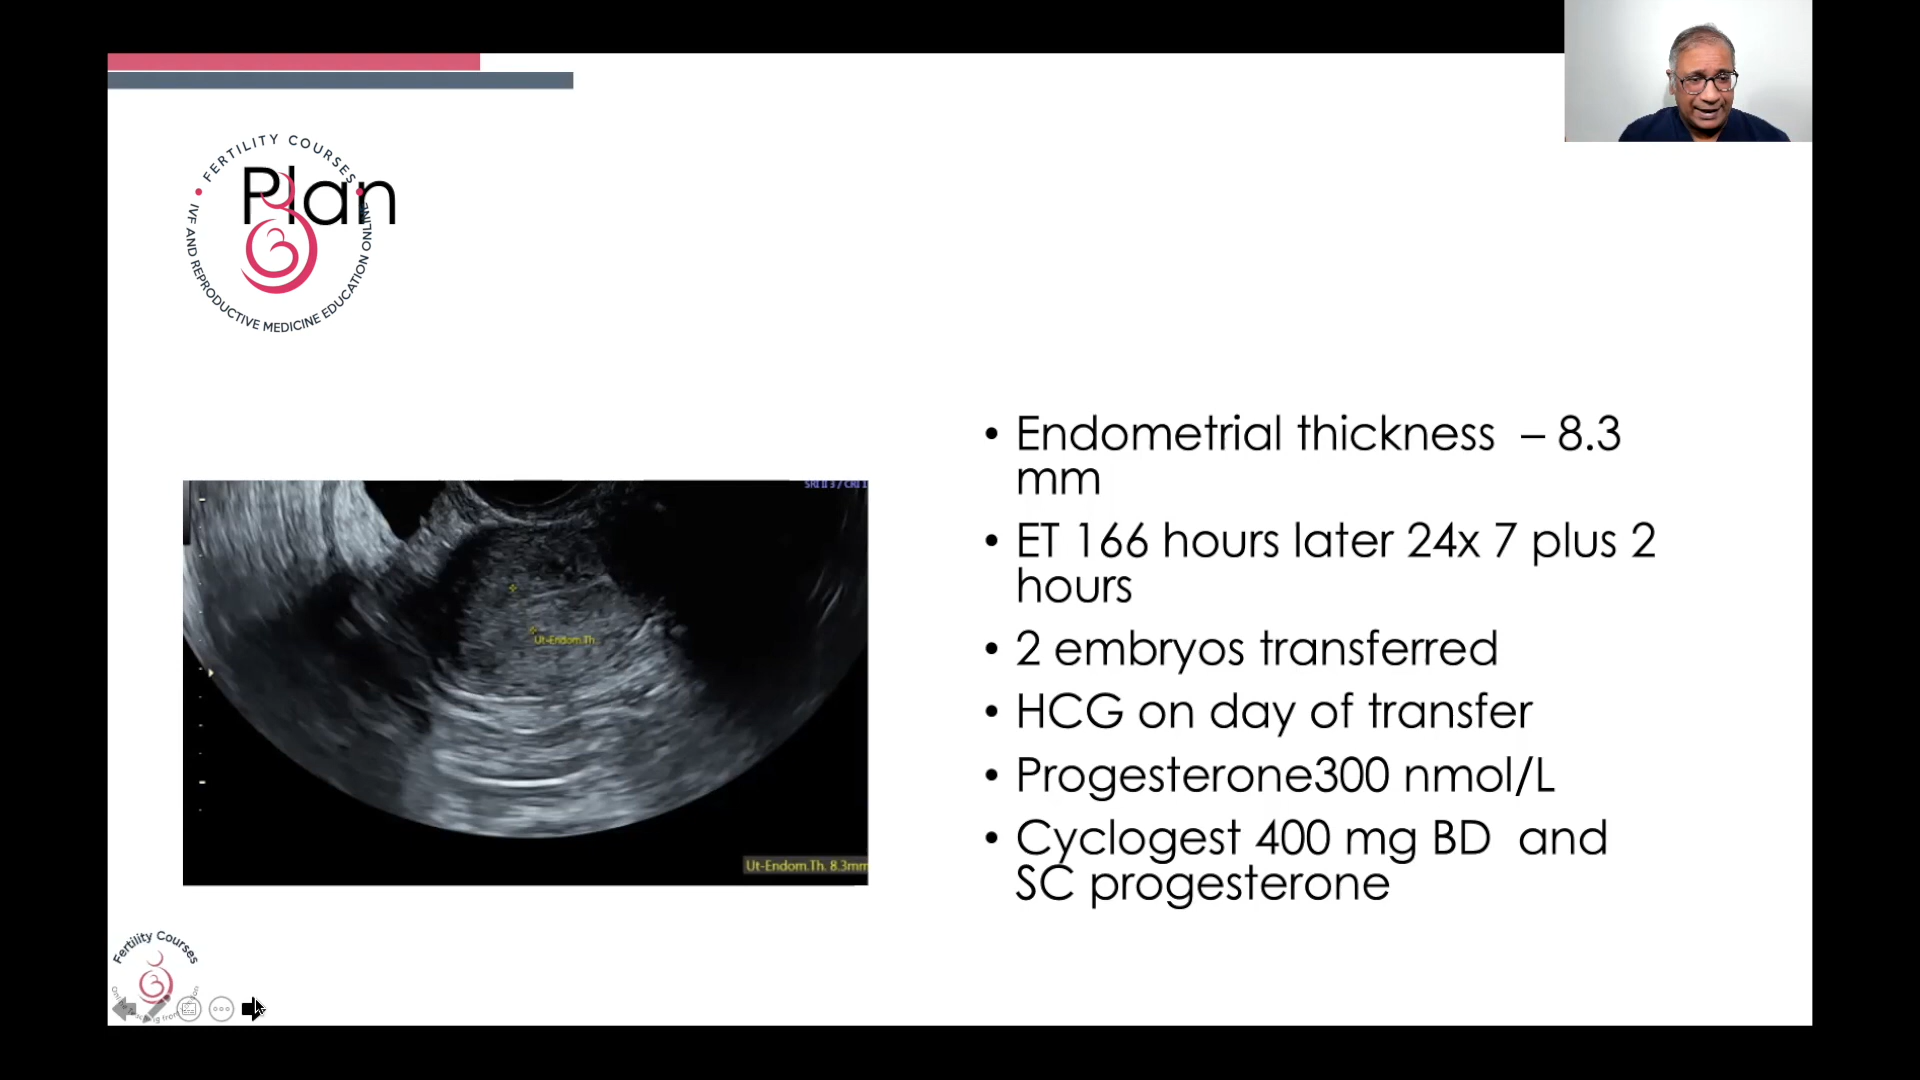 FERTILITY COURSES
IVF AND REPRODUCTIVE MEDICINE EDUCATION ONLINE
Plan
• Endometrial thickness – 8.3
mm
• ET 166 hours later 24x 7 plus 2
hours
• 2 embryos transferred
• HCG on day of transfer
• Progesterone300 nmol/L
• Cyclogest 400 mg BD and
SC progesterone
Ut-Endom.Th.
Ut-Endom.Th. 8.3mm
Fertility Courses